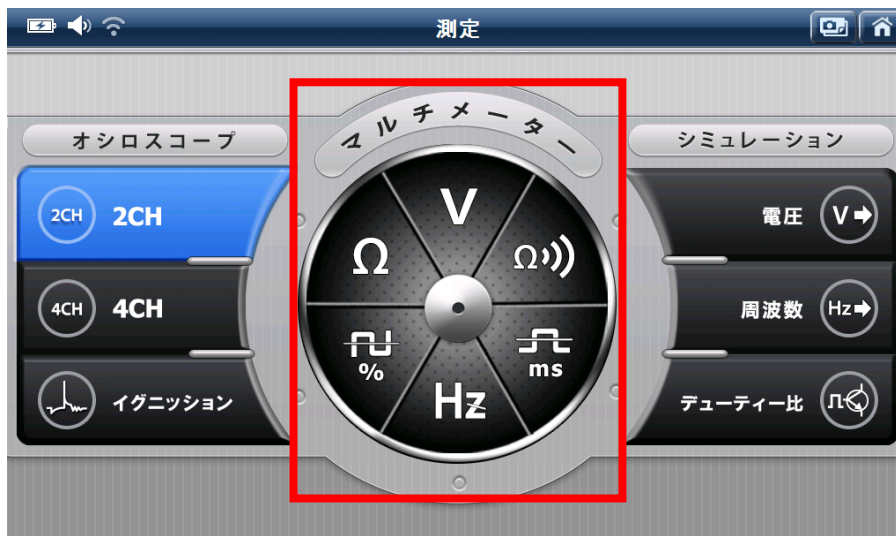 測定
オシロスコープ
2CH 2CH
4CH 4CH
イグニッション
マルチメーター
V
Ω
Ω
%
ms
Hz
シミュレーション
電圧 V
周波数 Hz
デューティー比